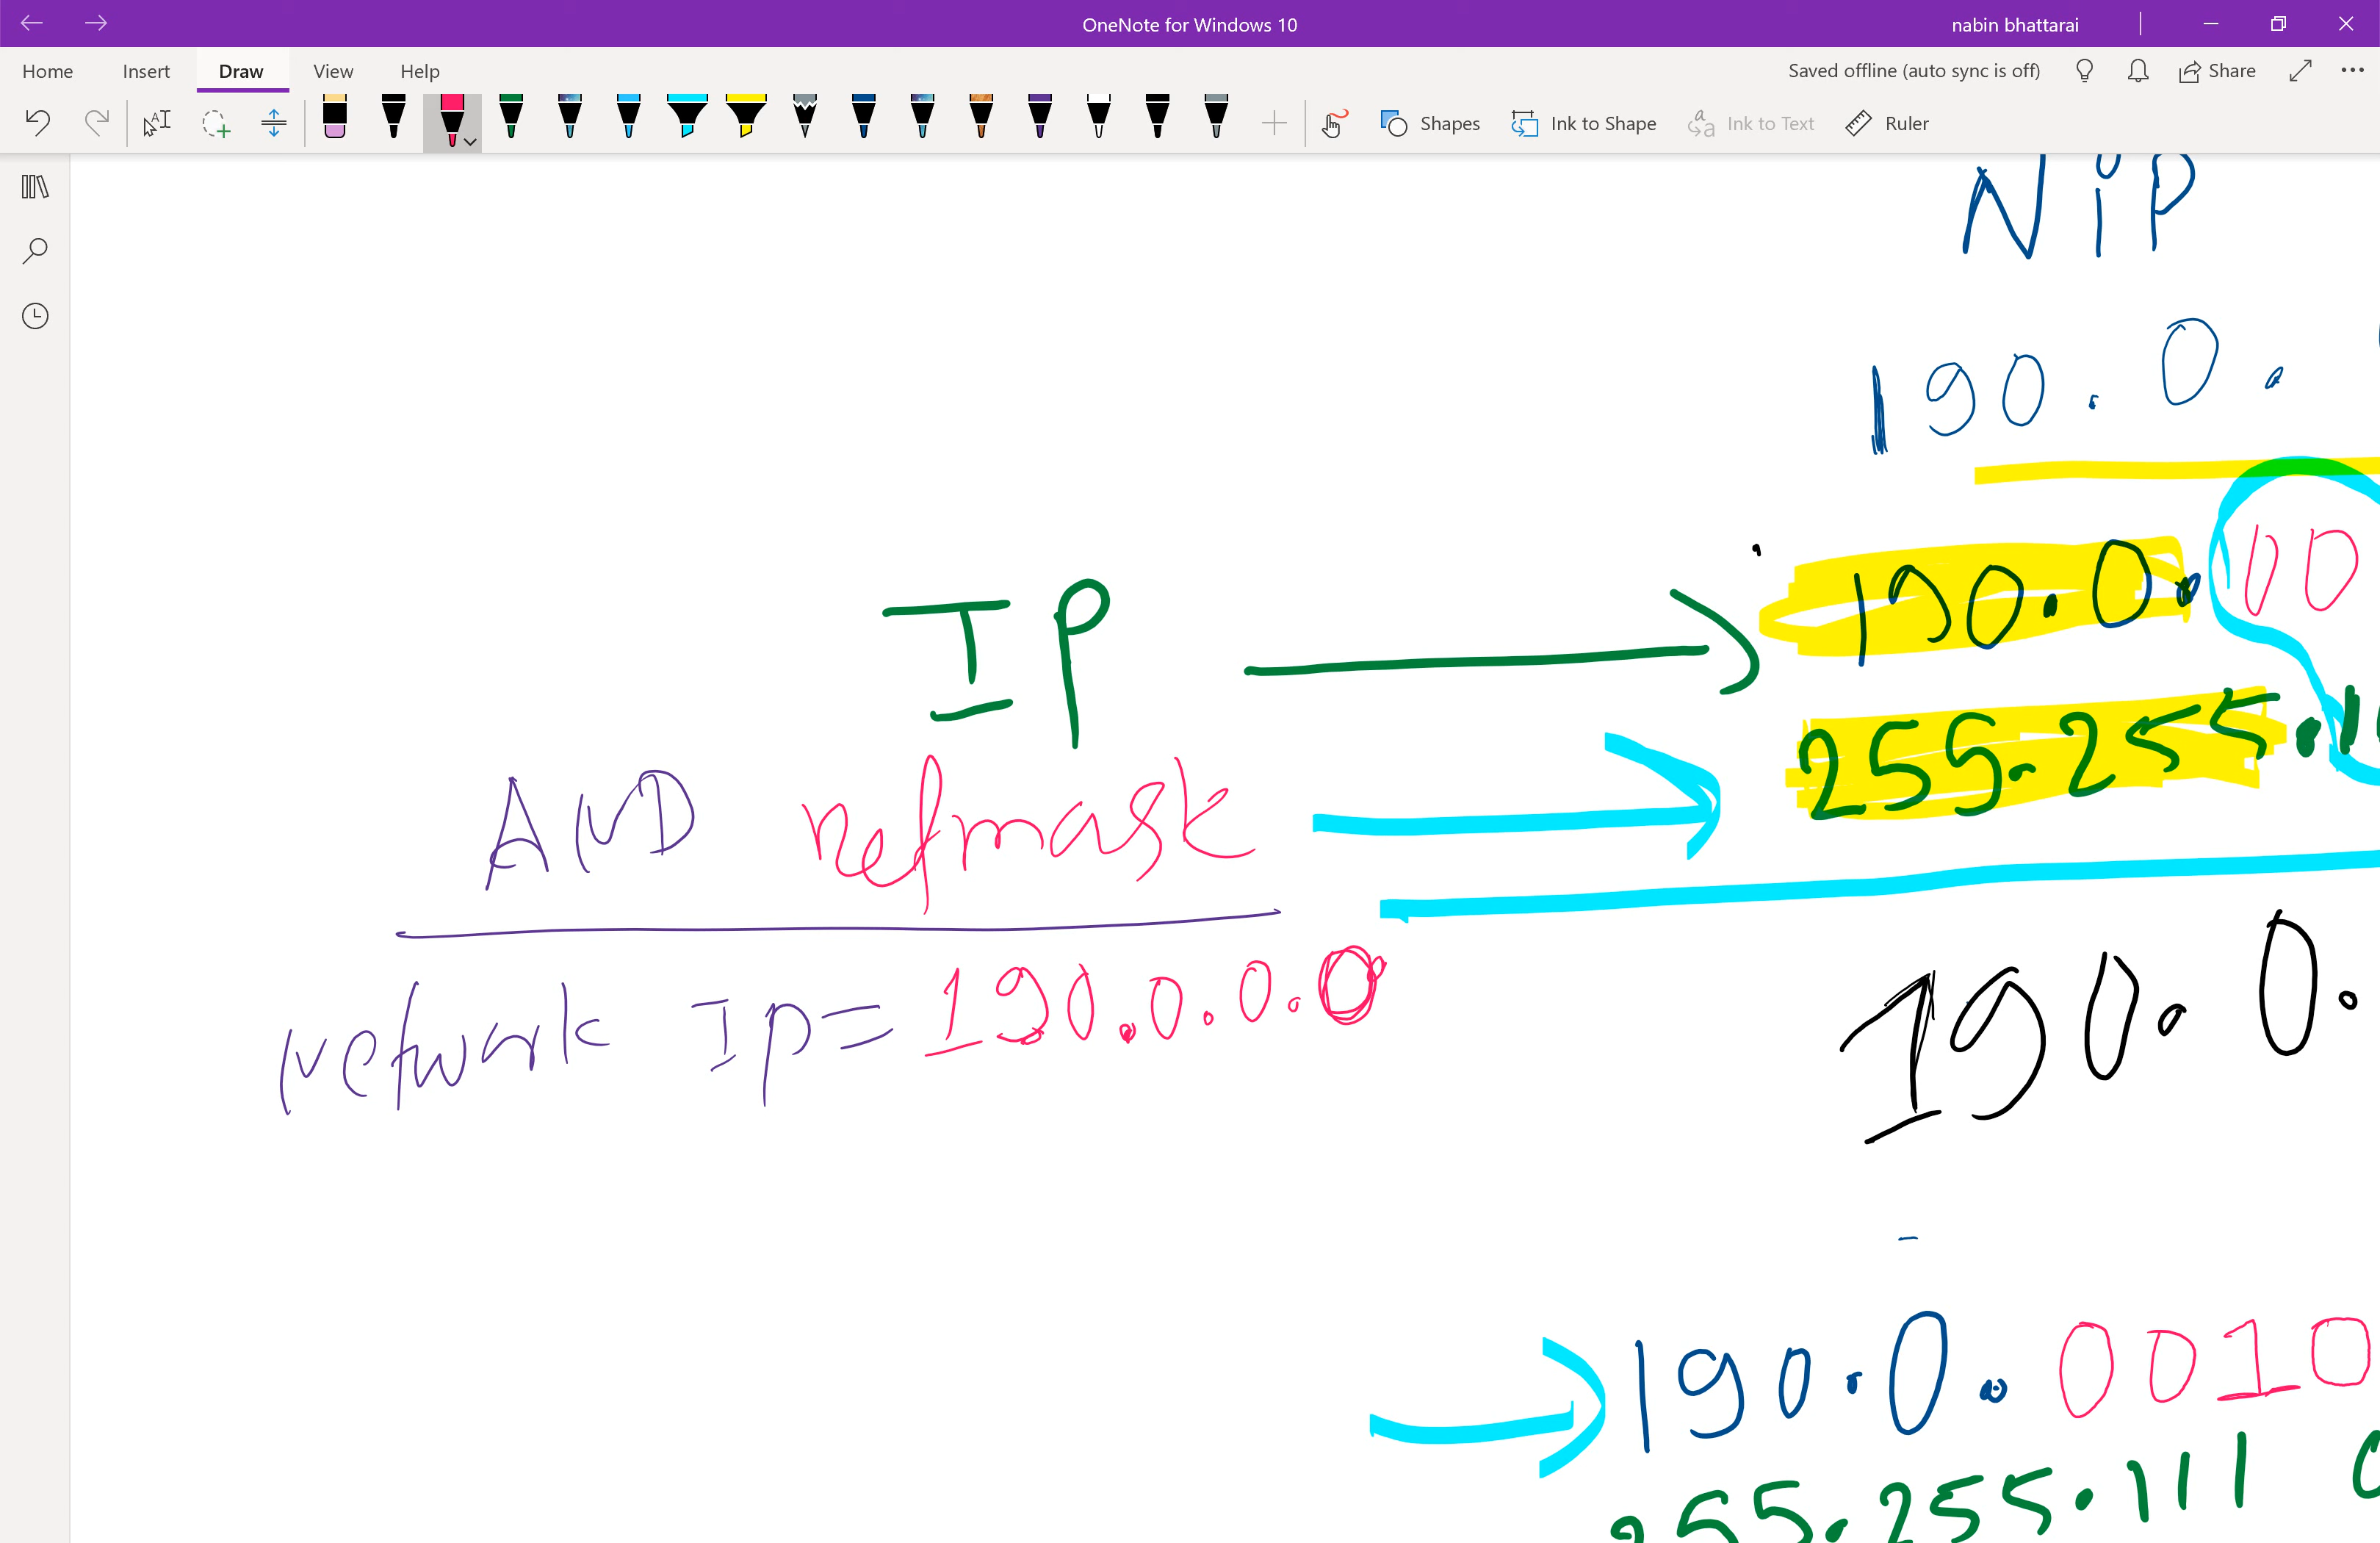 OneNote for Windows 10
nabin bhattarai
Home Insert Draw View Help
Saved offline (auto sync is off)
Share
Shapes
Ink to Shape
Ink to Text
Ruler
NiP
190.0.
IP
190.0.
00
255.255.1
AND netmask
Network Ip= 190.0.0.0
190.0.
190.0.0010
255.255.111 0